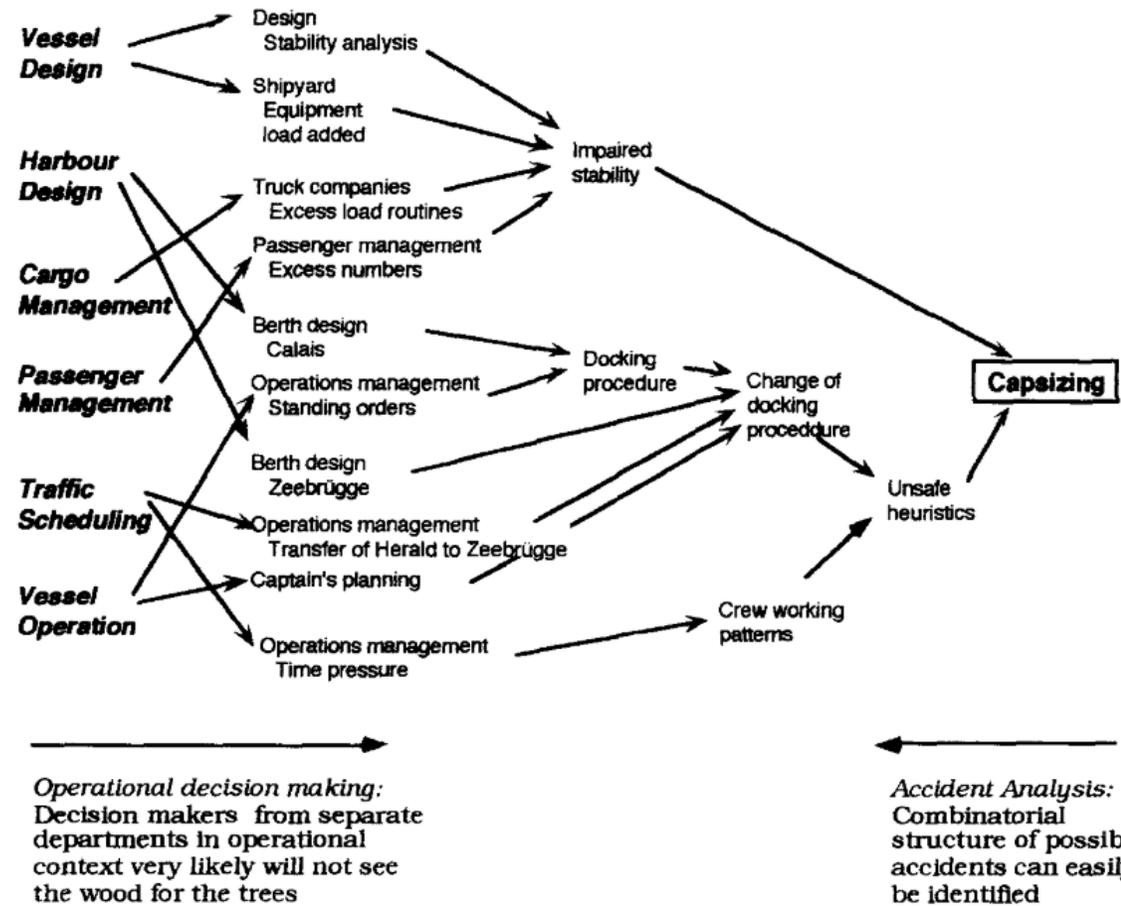 Vessel
Design
Harbour
Design
Cargo
Management
Passenger
Management
Traffic
Scheduling
Vessel
Operation
Design
Stability analysis
Shipyard
Equipment
load added
Truck companies
Excess load routines
Passenger management
Excess numbers
Berth design
Calais
Operations management
Standing orders
Berth design
Zeebrügge
Operations management
Transfer of Herald to Zeebrügge
Captain's planning
Operations management
Time pressure
Impaired
stability
Docking
procedure
Change of
docking
proceddure
Crew working
patterns
Unsafe
heuristics
Capsizing
Operational decision making:
Decision makers from separate
departments in operational
context very likely will not see
the wood for the trees
Accident Analysis:
Combinatorial
structure of possib
accidents can easily
be identified